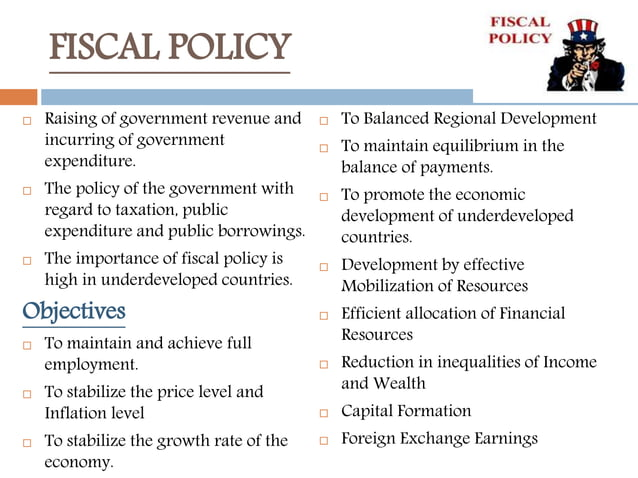 FISCAL POLICY
FISCAL
POLICY
Raising of government revenue and
incurring of government
expenditure.
The policy of the government with
regard to taxation, public
expenditure and public borrowings.
The importance of fiscal policy is
high in underdeveloped countries.
Objectives
To maintain and achieve full
employment.
To stabilize the price level and
Inflation level
To stabilize the growth rate of the
economy.
To Balanced Regional Development
To maintain equilibrium in the
balance of payments.
To promote the economic
development of underdeveloped
countries.
Development by effective
Mobilization of Resources
Efficient allocation of Financial
Resources
Reduction in inequalities of Income
and Wealth
Capital Formation
Foreign Exchange Earnings